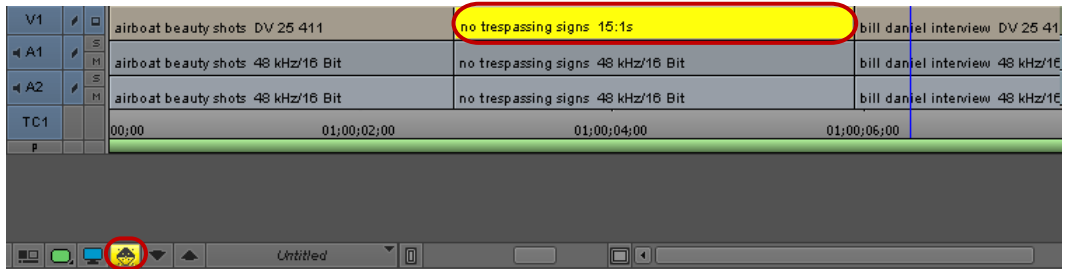 V1 airboat beauty shots DV 25 411 no trespassing signs 15:1s bill daniel interview DV 25 41
A1 S M airboat beauty shots 48 kHz/16 Bit no trespassing signs 48 kHz/16 Bit bill daniel interview 48 kHz/16
A2 S M airboat beauty shots 48 kHz/16 Bit no trespassing signs 48 kHz/16 Bit bill daniel interview 48 kHz/16
TC1 00;00 01;00;02;00 01;00;04;00 01;00;06;00
P
Untitled